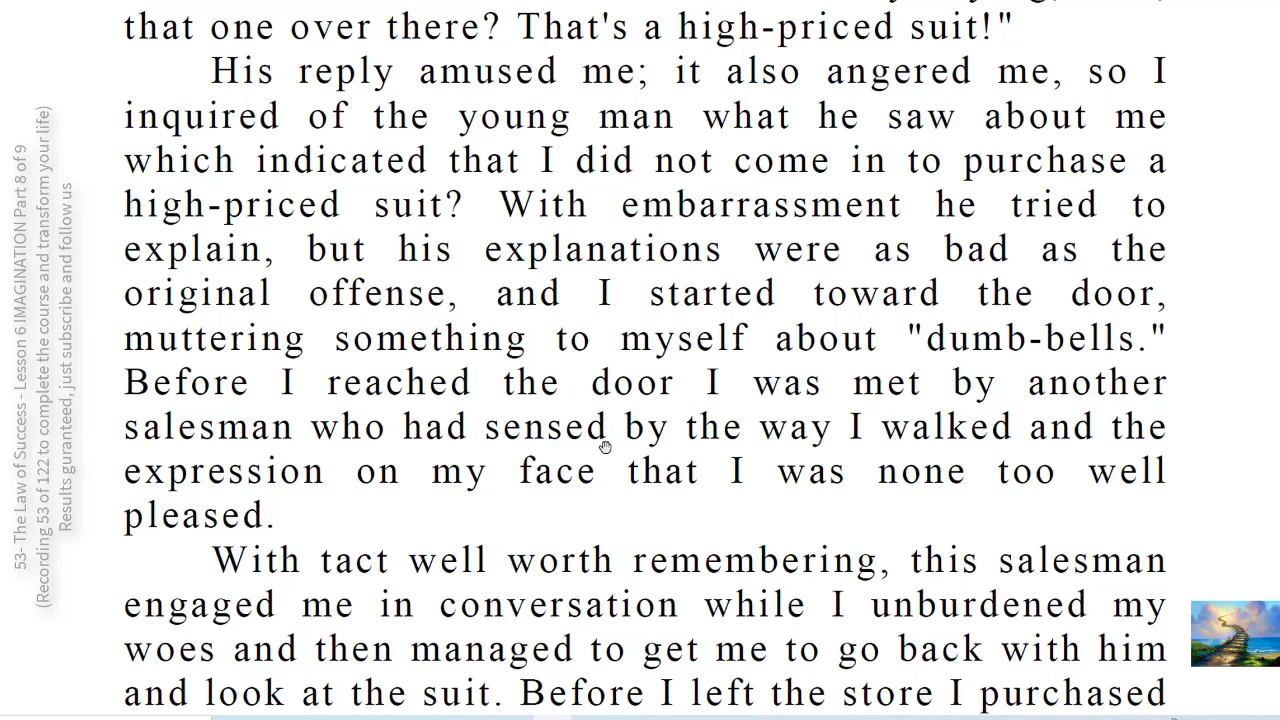 that one over there? That's a high-priced suit!"
His reply amused me; it also angered me, so I
inquired of the young man what he saw about me
which indicated that I did not come in to purchase a
high-priced suit? With embarrassment he tried to
explain, but his explanations were as bad as the
original offense, and I started toward the door,
muttering something to myself about "dumb-bells."
Before I reached the door I was met by another
salesman who had sensed by the way I walked and the
expression on my face that I was none too well
pleased.
With tact well worth remembering, this salesman
engaged me in conversation while I unburdened my
woes and then managed to get me to go back with him
and look at the suit. Before I left the store I purchased
53- The Law of Success - Lesson 6 IMAGINATION Part 8 of 9
(Recording 53 of 122 to complete the course and transform your life)
Results guranteed, just subscribe and follow us